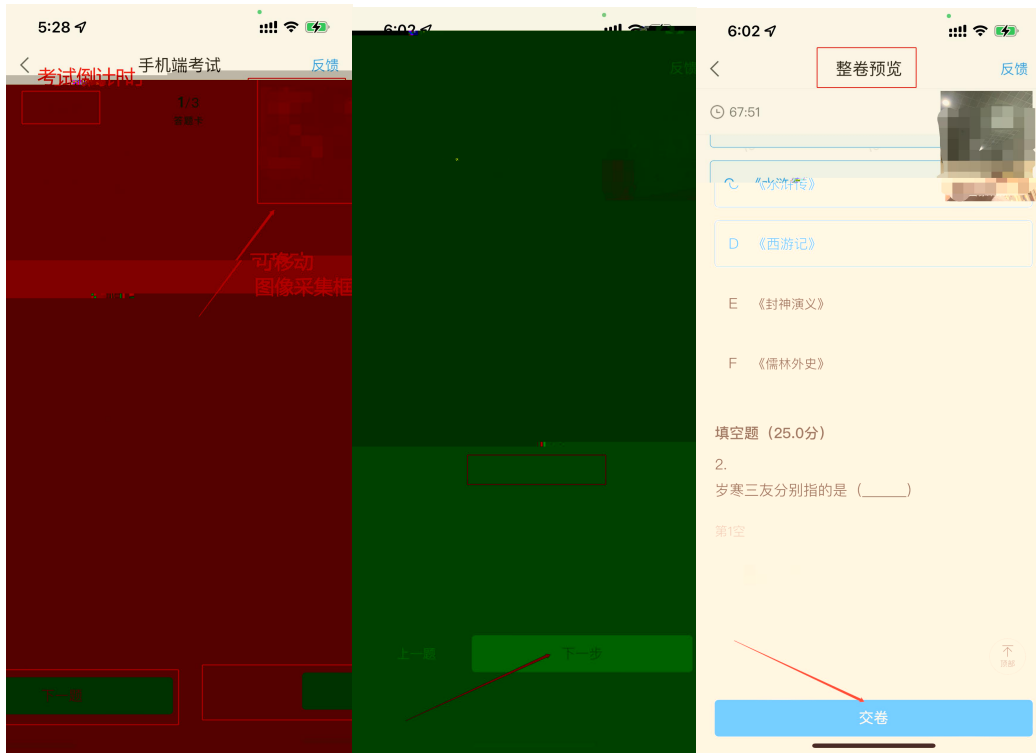 5:28
手机端考试
反馈
考试倒计时
1/3
答题卡
可移动
图像采集框
下一题
6:02
反馈
上一题
下一步
6:02
整卷预览
反馈
67:51
《水浒传》
D 《西游记》
E 《封神演义》
F 《儒林外史》
填空题（25.0分）
2.
岁寒三友分别指的是（______）
第1空
顶部
交卷